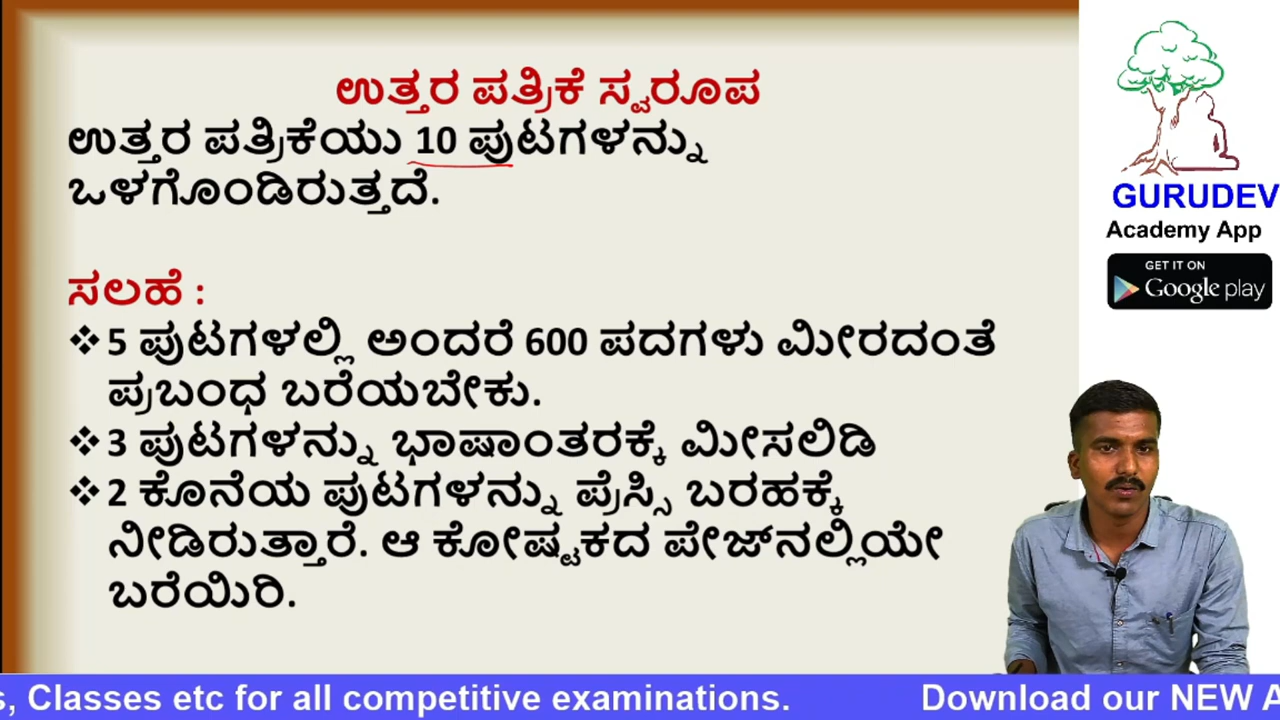 ಉತ್ತರ ಪತ್ರಿಕೆ ಸ್ವರೂಪ
ಉತ್ತರ ಪತ್ರಿಕೆಯು 10 ಪುಟಗಳನ್ನು
ಒಳಗೊಂಡಿರುತ್ತದೆ.
ಸಲಹೆ :
❖5 ಪುಟಗಳಲ್ಲಿ ಅಂದರೆ 600 ಪದಗಳು ಮೀರದಂತೆ
ಪ್ರಬಂಧ ಬರೆಯಬೇಕು.
❖3 ಪುಟಗಳನ್ನು ಭಾಷಾಂತರಕ್ಕೆ ಮೀಸಲಿಡಿ
❖2 ಕೊನೆಯ ಪುಟಗಳನ್ನು ಪ್ರೆಸ್ಸಿ ಬರಹಕ್ಕೆ
ನೀಡಿರುತ್ತಾರೆ. ಆ ಕೋಷ್ಟಕದ ಪೇಜ್‌ನಲ್ಲಿಯೇ
ಬರೆಯಿರಿ.
GURUDEV
Academy App
GET IT ON
Google play
s, Classes etc for all competitive examinations. Download our NEW A